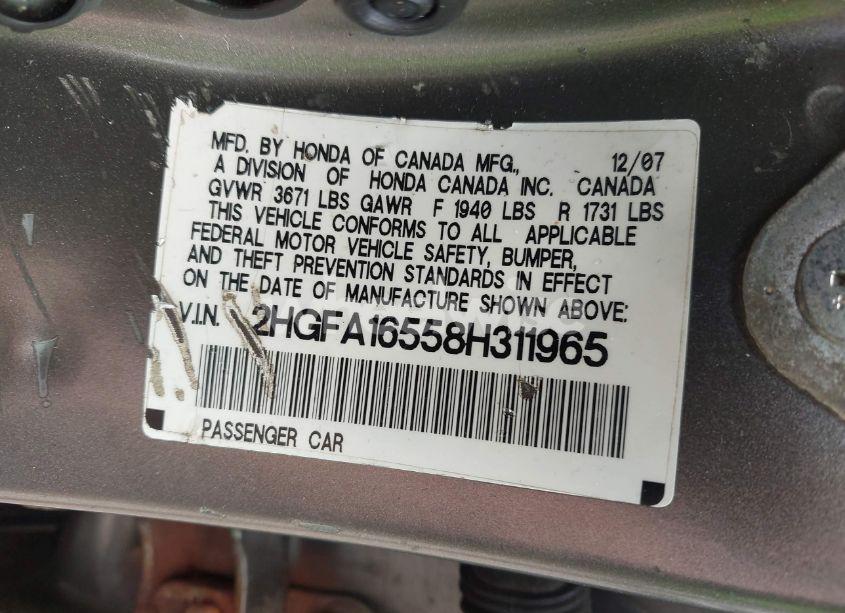 MFD. BY HONDA OF CANADA MFG., 12/07
A DIVISION OF HONDA CANADA INC. CANADA
GVWR 3671 LBS GAWR F 1940 LBS R 1731 LBS
THIS VEHICLE CONFORMS TO ALL APPLICABLE
FEDERAL MOTOR VEHICLE SAFETY, BUMPER,
AND THEFT PREVENTION STANDARDS IN EFFECT
ON THE DATE OF MANUFACTURE SHOWN ABOVE:
V.I.N. 2HGFA16558H311965
PASSENGER CAR